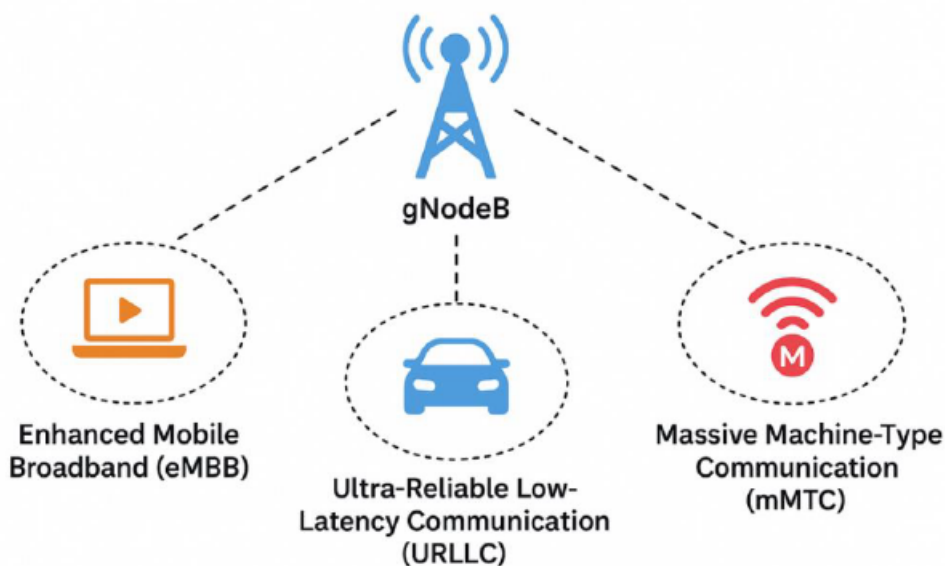 gNodeB
Enhanced Mobile
Broadband (eMBB)
Ultra-Reliable Low-
Latency Communication
(URLLC)
M
Massive Machine-Type
Communication
(mMTC)